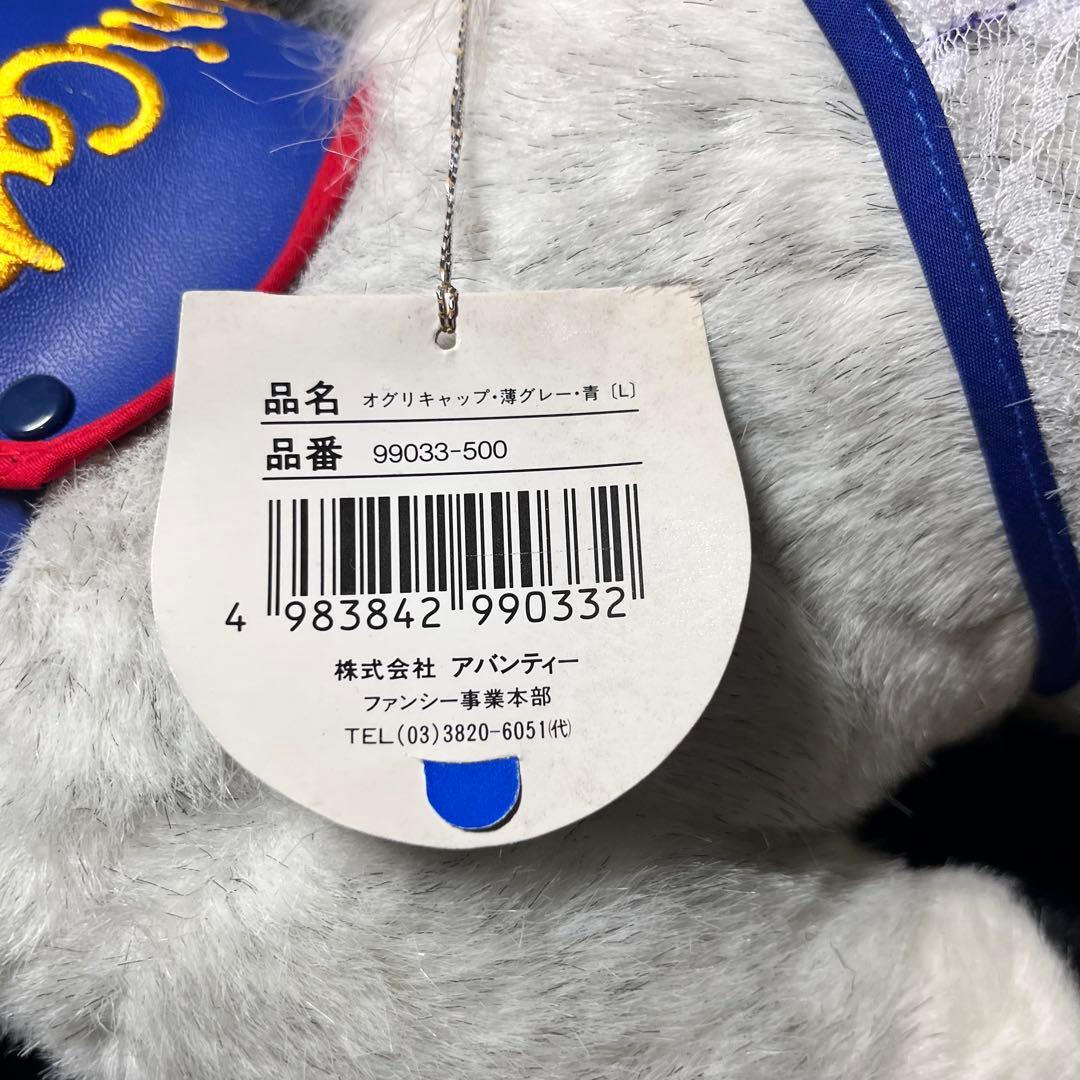 Cap
品名 オグリキャップ・薄グレー・青〔L〕
品番 99033-500
4 983842 990332
株式会社 アバンティー
ファンシー事業本部
TEL(03)3820-6051㈹